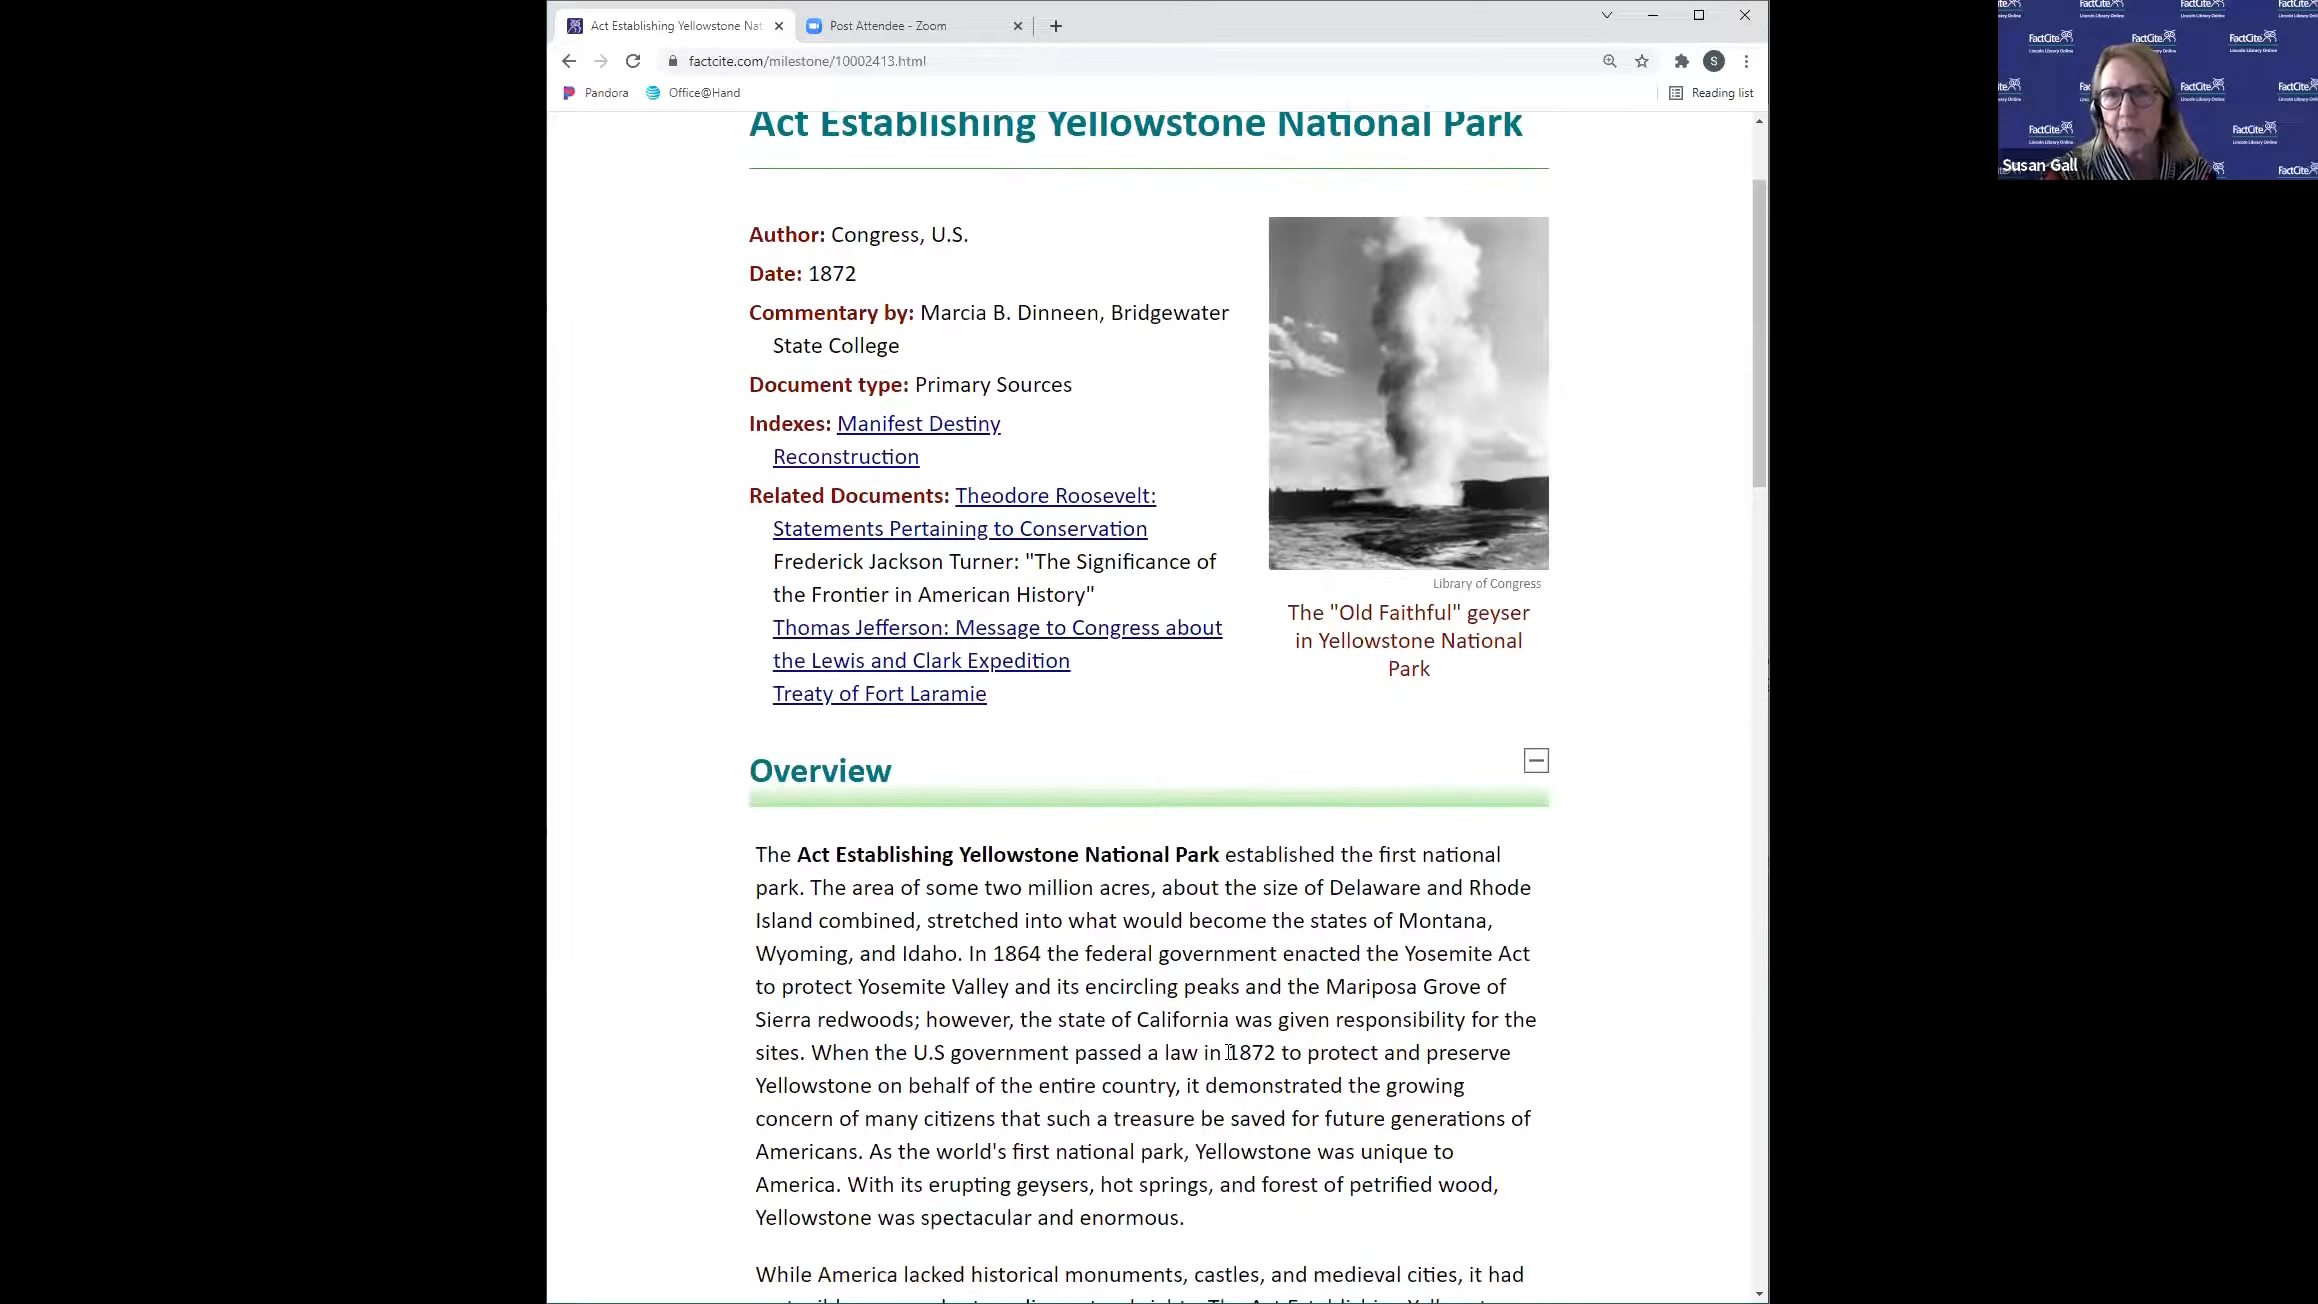 Act Establishing Yellowstone Nat
Post Attendee - Zoom
factcite.com/milestone/10002413.html
S
Pandora
Office@Hand
Reading list
Act Establishing Yellowstone National Park
Author: Congress, U.S.
Date: 1872
Commentary by: Marcia B. Dinneen, Bridgewater
State College
Document type: Primary Sources
Indexes: Manifest Destiny
Reconstruction
Related Documents: Theodore Roosevelt:
Statements Pertaining to Conservation
Frederick Jackson Turner: "The Significance of
the Frontier in American History"
Thomas Jefferson: Message to Congress about
the Lewis and Clark Expedition
Treaty of Fort Laramie
Library of Congress
The "Old Faithful" geyser
in Yellowstone National
Park
Overview
The Act Establishing Yellowstone National Park established the first national
park. The area of some two million acres, about the size of Delaware and Rhode
Island combined, stretched into what would become the states of Montana,
Wyoming, and Idaho. In 1864 the federal government enacted the Yosemite Act
to protect Yosemite Valley and its encircling peaks and the Mariposa Grove of
Sierra redwoods; however, the state of California was given responsibility for the
sites. When the U.S government passed a law in 1872 to protect and preserve
Yellowstone on behalf of the entire country, it demonstrated the growing
concern of many citizens that such a treasure be saved for future generations of
Americans. As the world's first national park, Yellowstone was unique to
America. With its erupting geysers, hot springs, and forest of petrified wood,
Yellowstone was spectacular and enormous.
While America lacked historical monuments, castles, and medieval cities, it had
FactCite
Lincoln Library Online
FactCite
Lincoln Library Online
FactCite
Lincoln Library Online
Susan Gall